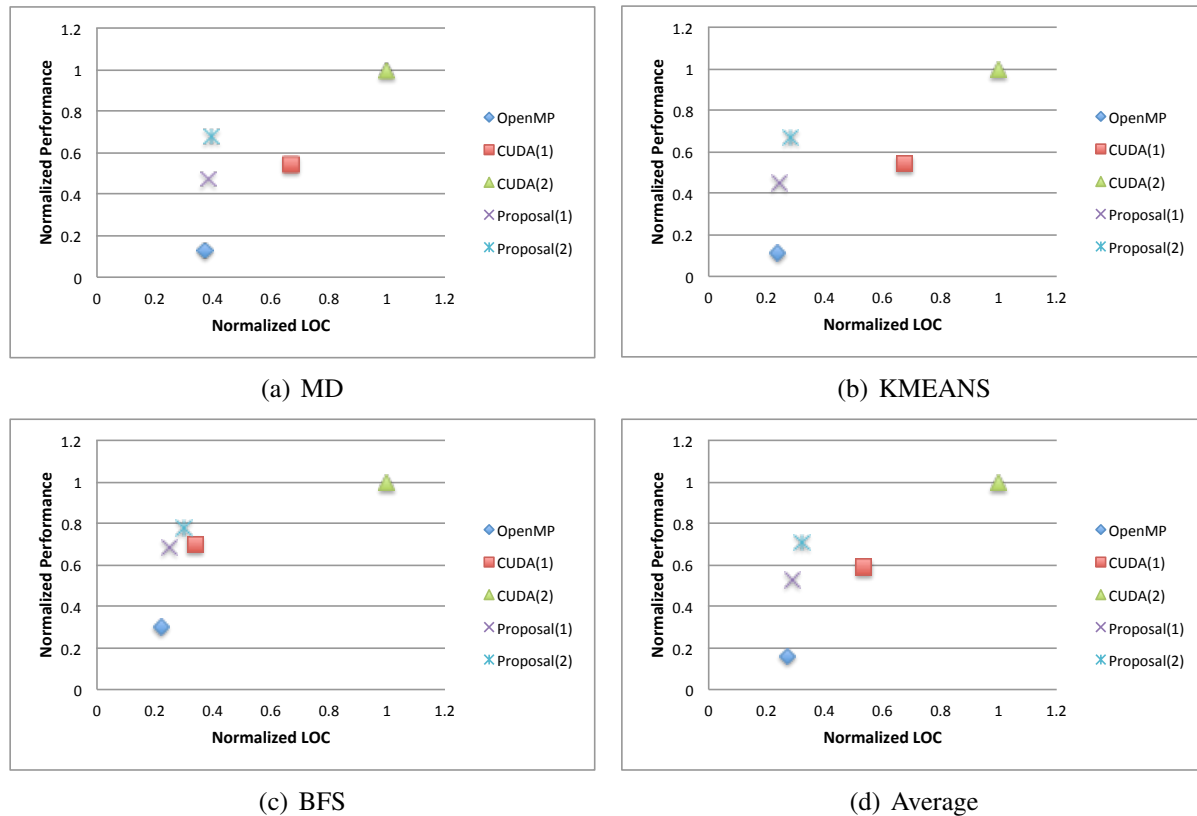 1.2
1
0.8
0.6
0.4
0.2
0
0 0.2 0.4 0.6 0.8 1 1.2
Normalized Performance
Normalized LOC
OpenMP
CUDA(1)
CUDA(2)
Proposal(1)
Proposal(2)
(a) MD
1.2
1
0.8
0.6
0.4
0.2
0
0 0.2 0.4 0.6 0.8 1 1.2
Normalized Performance
Normalized LOC
OpenMP
CUDA(1)
CUDA(2)
Proposal(1)
Proposal(2)
(b) KMEANS
1.2
1
0.8
0.6
0.4
0.2
0
0 0.2 0.4 0.6 0.8 1 1.2
Normalized Performance
Normalized LOC
OpenMP
CUDA(1)
CUDA(2)
Proposal(1)
Proposal(2)
(c) BFS
1.2
1
0.8
0.6
0.4
0.2
0
0 0.2 0.4 0.6 0.8 1 1.2
Normalized Performance
Normalized LOC
OpenMP
CUDA(1)
CUDA(2)
Proposal(1)
Proposal(2)
(d) Average